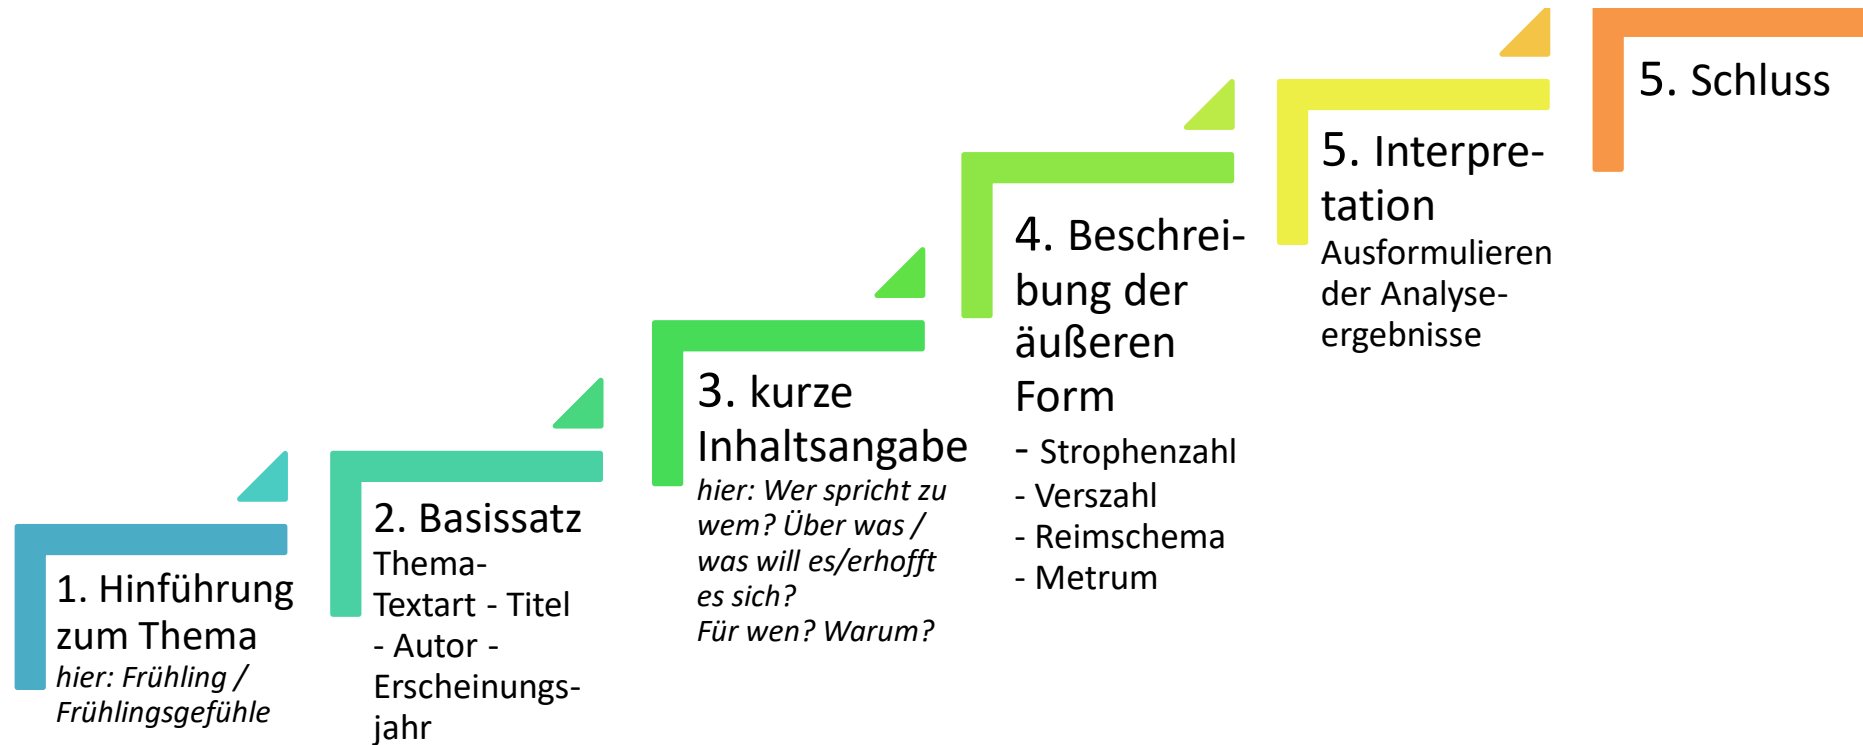 1. Hinführung
zum Thema
hier: Frühling /
Frühlingsgefühle
2. Basissatz
Thema-
Textart - Titel
- Autor -
Erscheinungs-
jahr
3. kurze
Inhaltsangabe
hier: Wer spricht zu
wem? Über was /
was will es/erhofft
es sich?
Für wen? Warum?
4. Beschrei-
bung der
äußeren
Form
- Strophenzahl
- Verszahl
- Reimschema
- Metrum
5. Interpre-
tation
Ausformulieren
der Analyse-
ergebnisse
5. Schluss